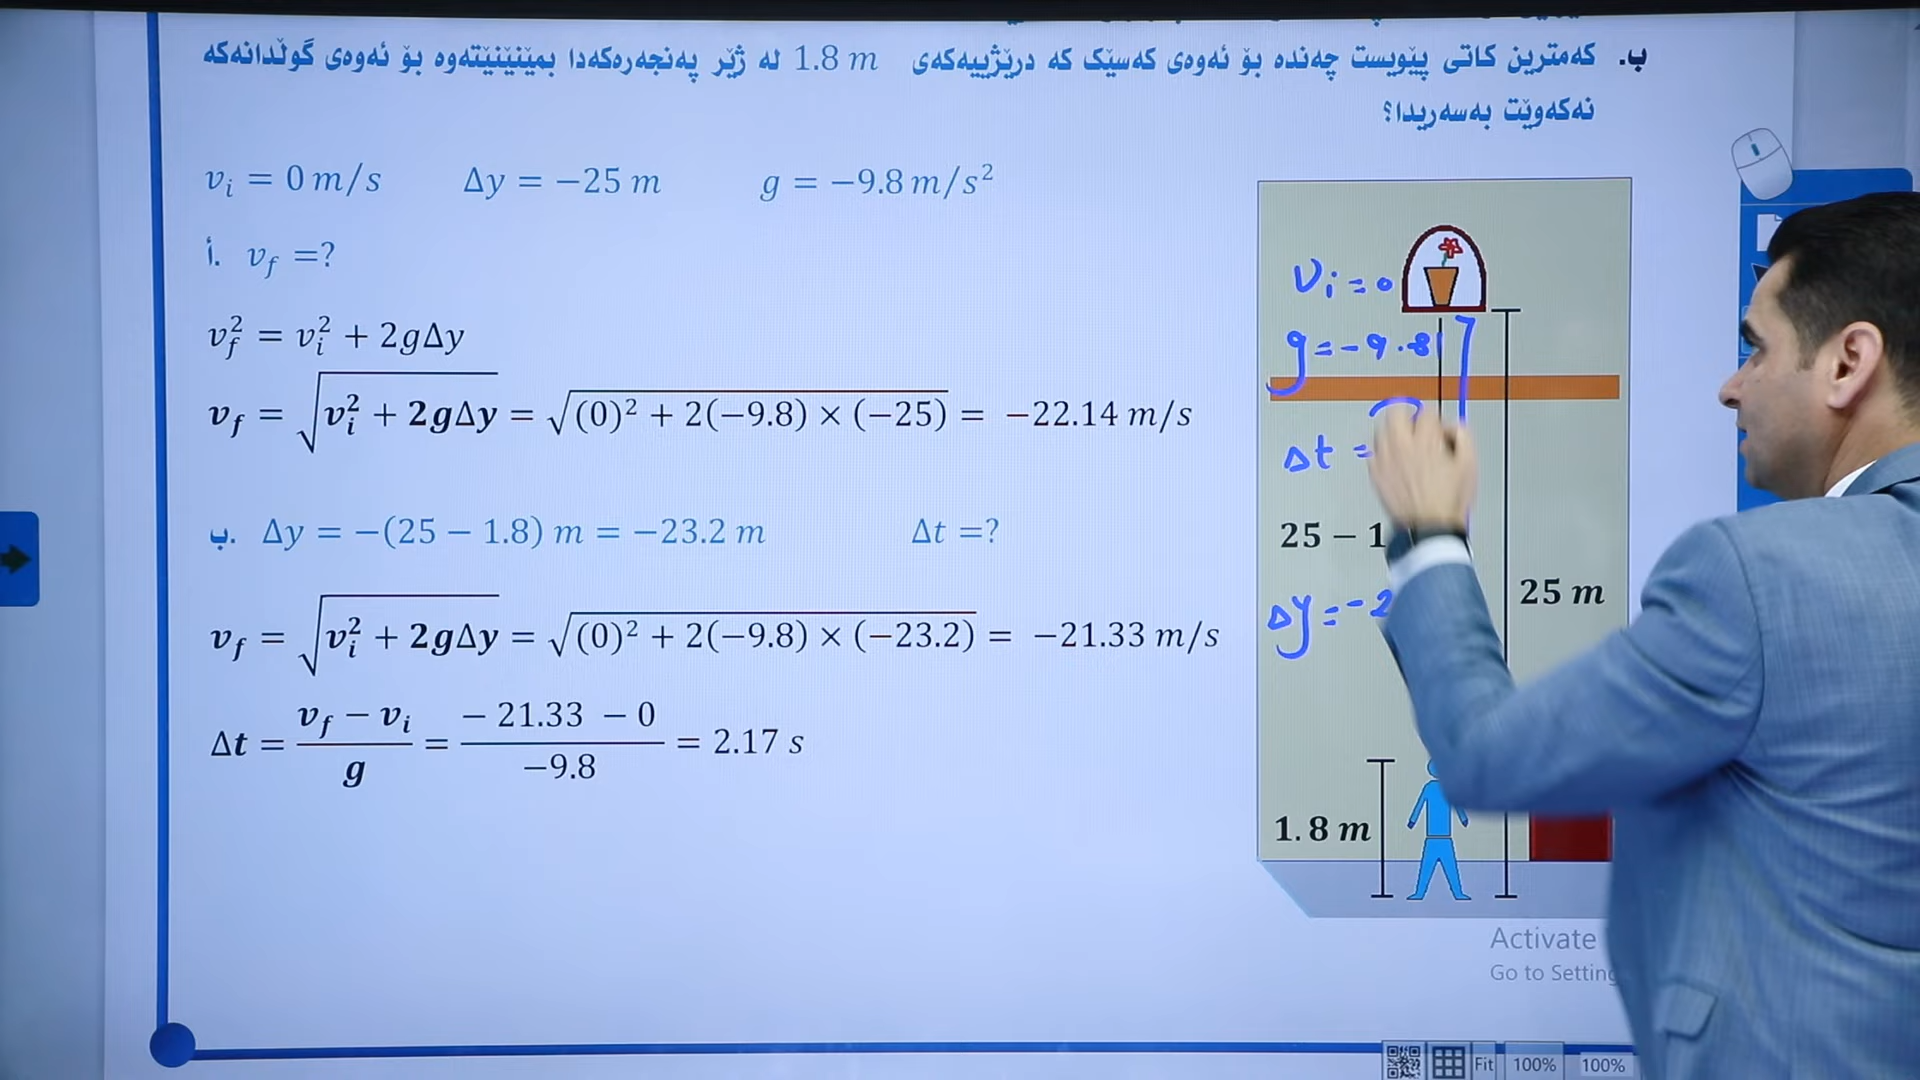 ب. كەمترین کاتی پێویست چەندە بۆ ئەوەی کەسێک کە درێژییەکەی 1.8 m لە ژێر پەنجەرەکەدا بمێنێنێتەوە بۆ ئەوەی گوڵدانەکە
نەکەوێت بەسەریدا؟
v_i = 0 m/s Δy = −25 m g = −9.8 m/s²
أ. v_f =?
v_f² = v_i² + 2gΔy
v_f = √(v_i² + 2gΔy) = √((0)² + 2(−9.8) × (−25)) = −22.14 m/s
ب. Δy = −(25 − 1.8) m = −23.2 m Δt =?
v_f = √(v_i² + 2gΔy) = √((0)² + 2(−9.8) × (−23.2)) = −21.33 m/s
Δt = (v_f − v_i)/g = (− 21.33 − 0)/(−9.8) = 2.17 s
Vi = 0
g = -9.81
Δt =
25 − 1
Δy = -2
25 m
1.8 m
Activate
Go to Setting
Fit 100% 100%